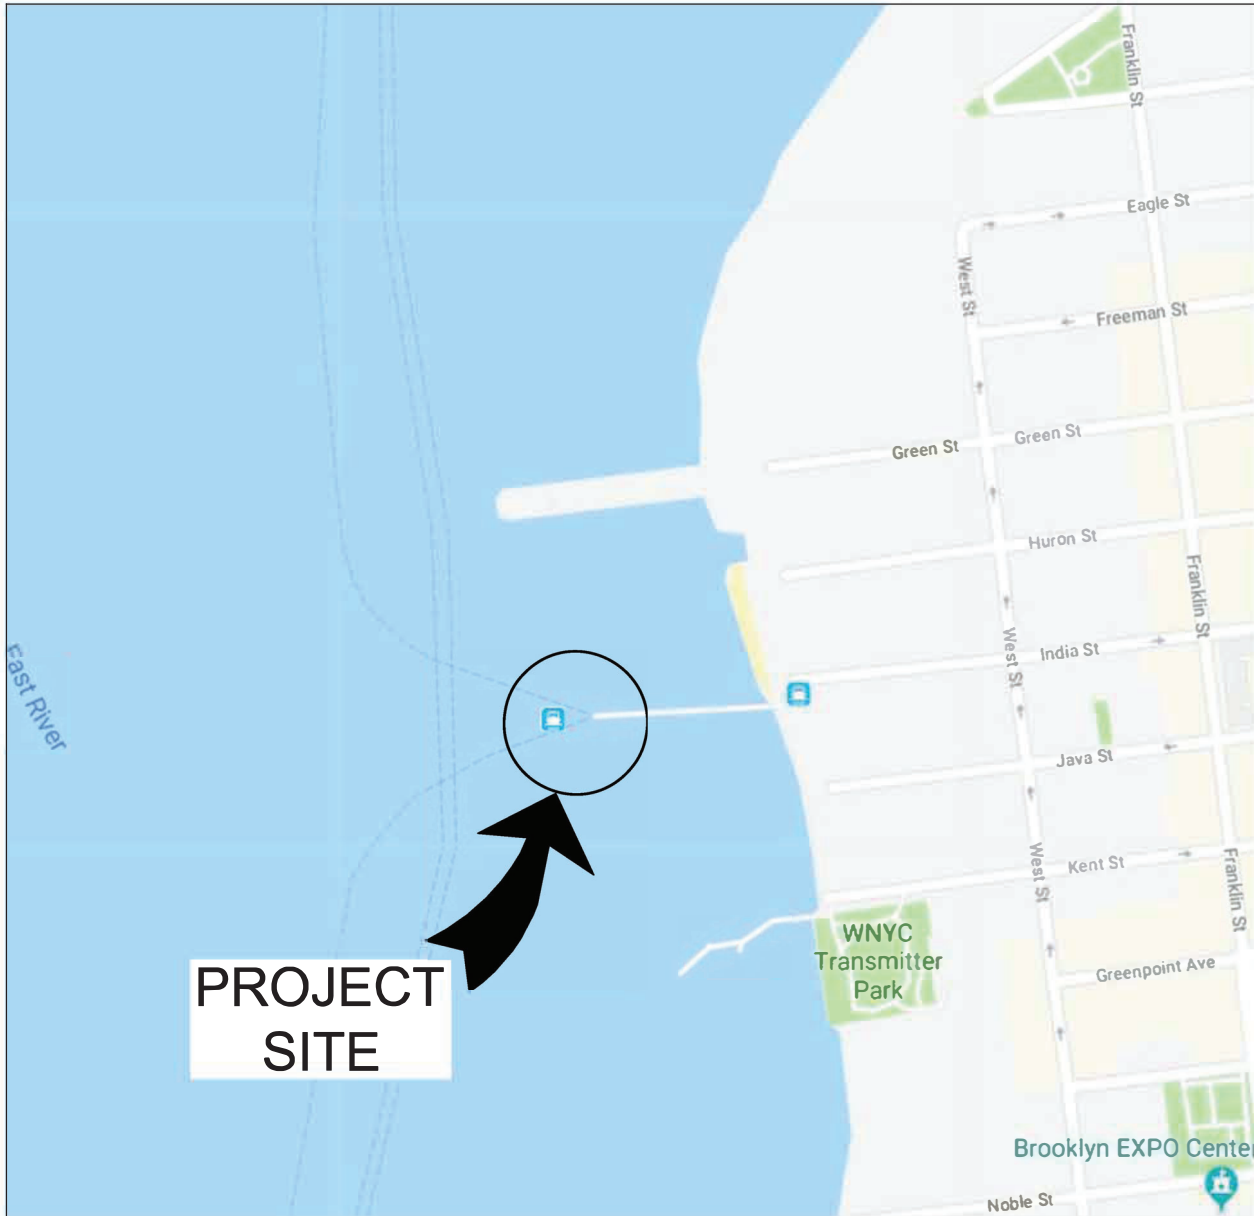 Franklin St
Eagle St
West St
Freeman St
Green St
Green St
Huron St
Franklin St
India St
West St
East River
Java St
Kent St
West St
Franklin St
WNYC
Transmitter
Park
Greenpoint Ave
PROJECT
SITE
Brooklyn EXPO Center
Noble St